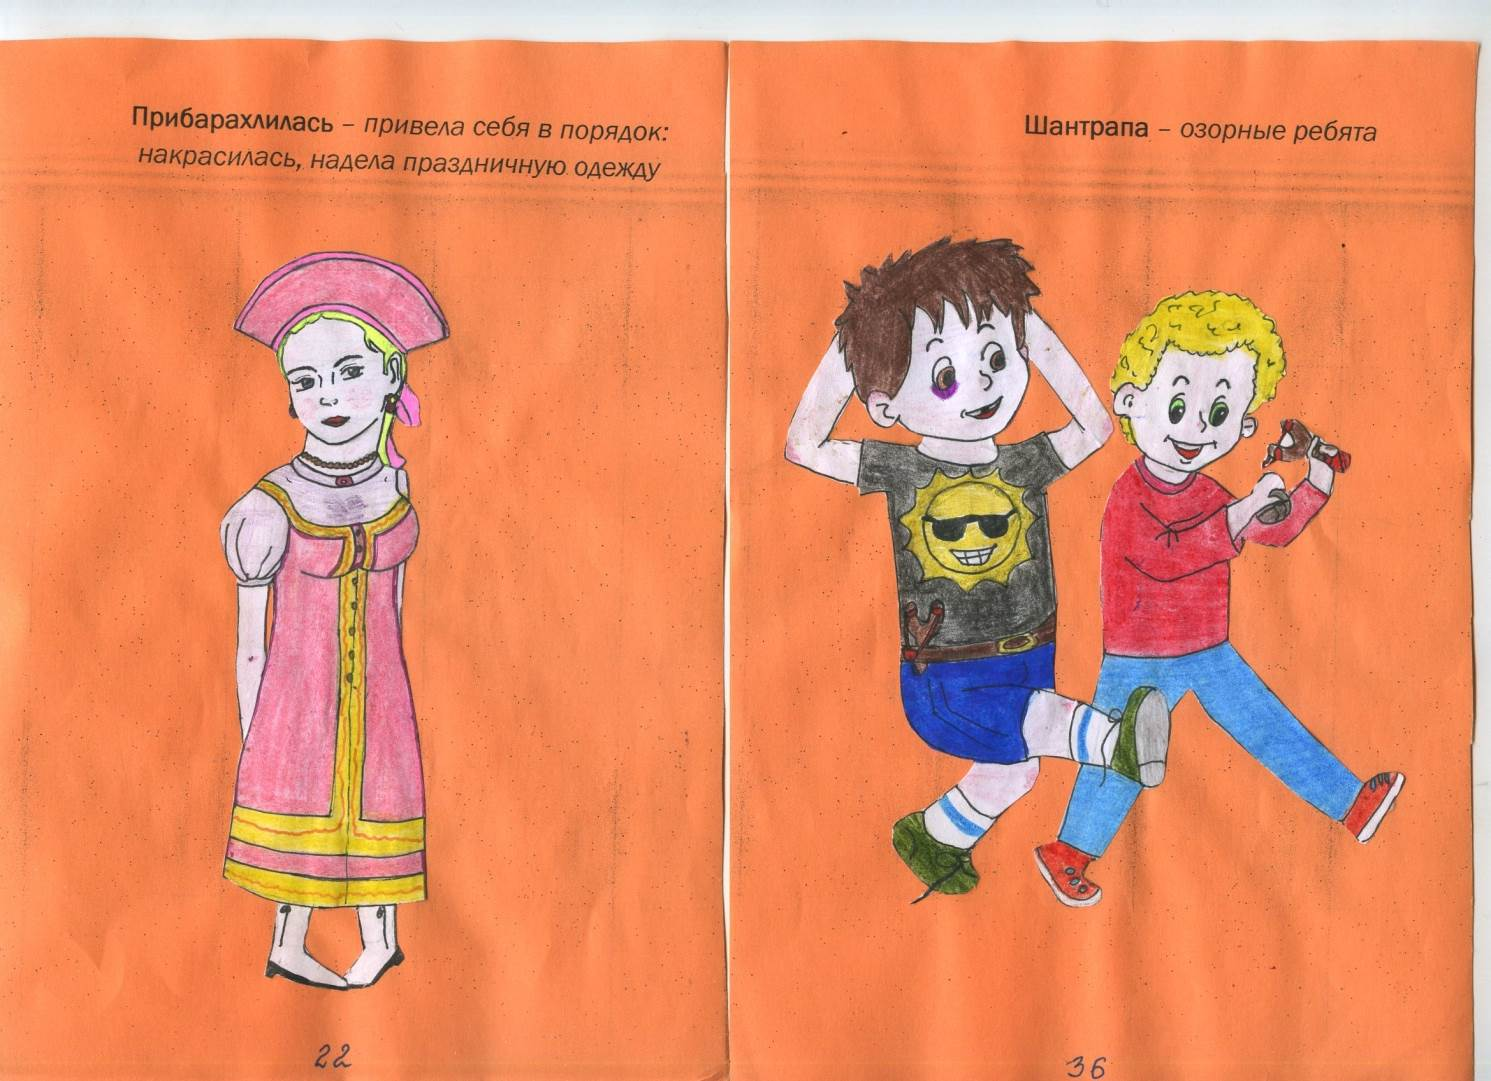 Прибарахлилась – привела себя в порядок:
накрасилась, надела праздничную одежду
Шантрапа – озорные ребята
22
36